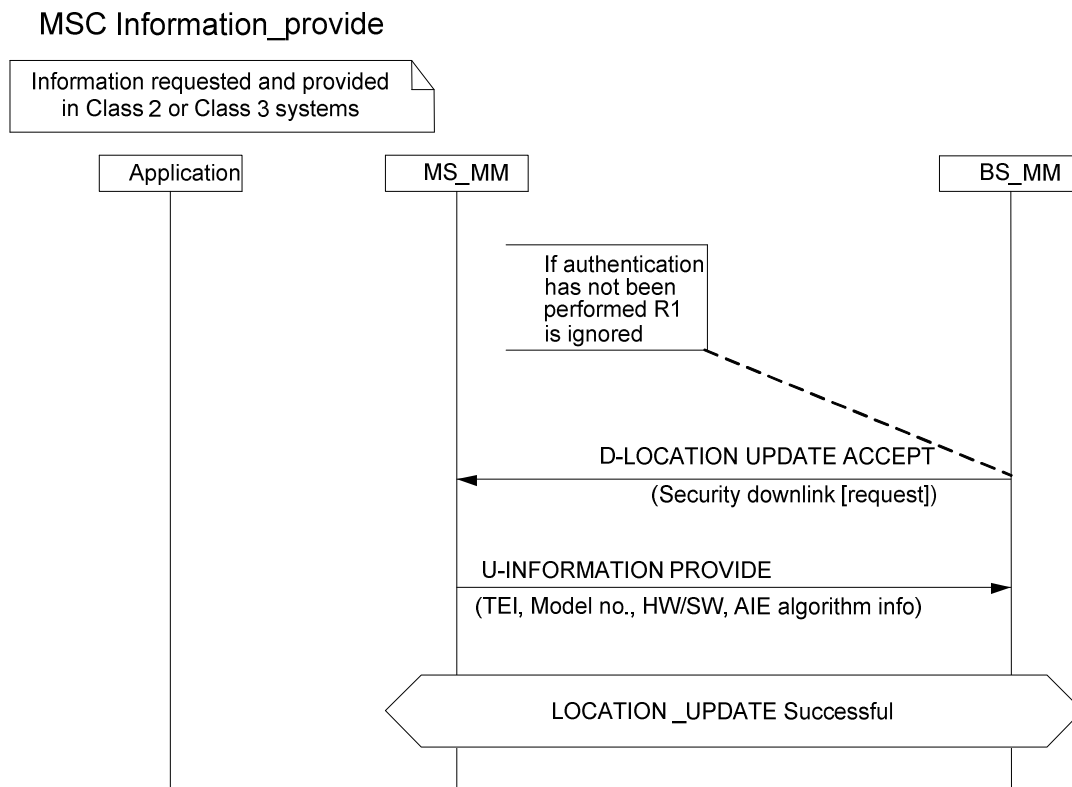 MSC Information_provide
Information requested and provided
in Class 2 or Class 3 systems
Application
MS_MM
BS_MM
If authentication
has not been
performed R1
is ignored
D-LOCATION UPDATE ACCEPT
(Security downlink [request])
U-INFORMATION PROVIDE
(TEI, Model no., HW/SW, AIE algorithm info)
LOCATION _UPDATE Successful